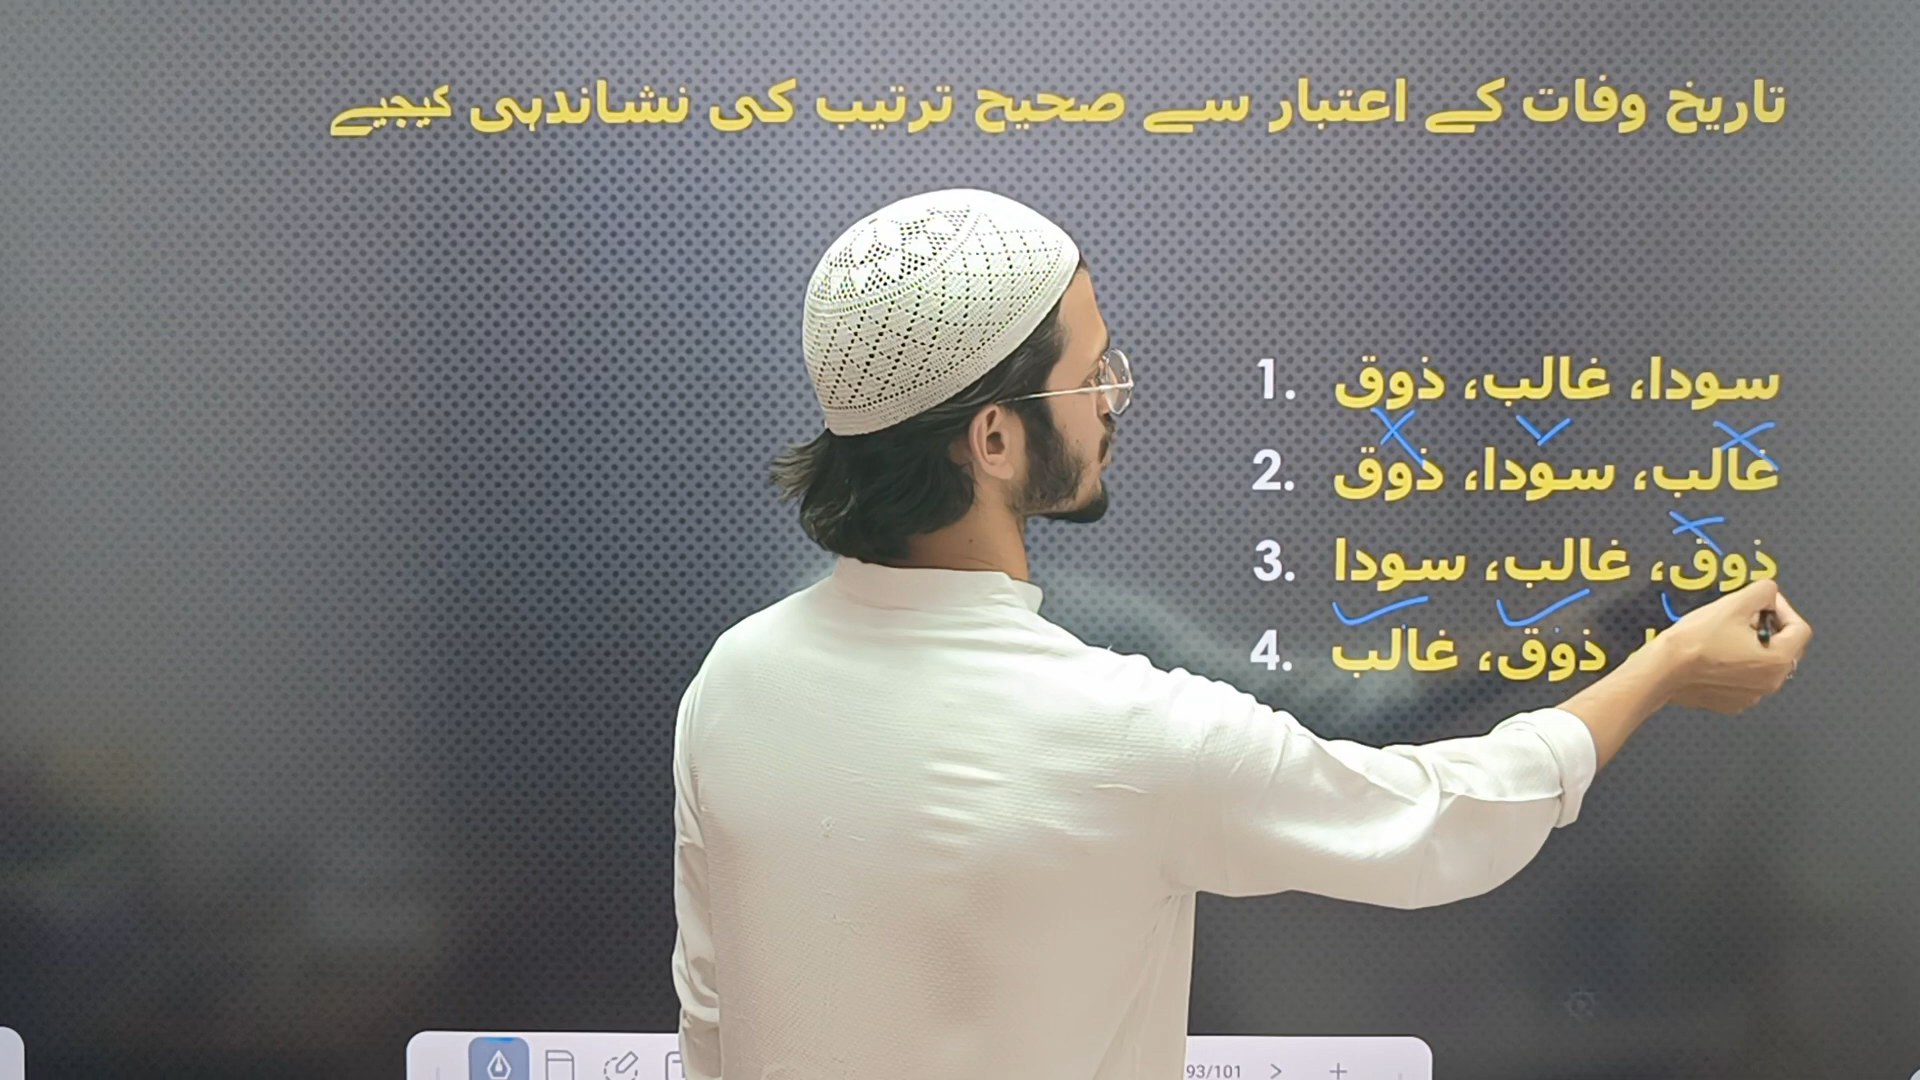 تاریخ وفات کے اعتبار سے صحیح ترتیب کی نشاندہی کیجیے
1. سودا، غالب، ذوق
2. غالب، سودا، ذوق
3. ذوق، غالب، سودا
4. ذوق، غالب
93/101